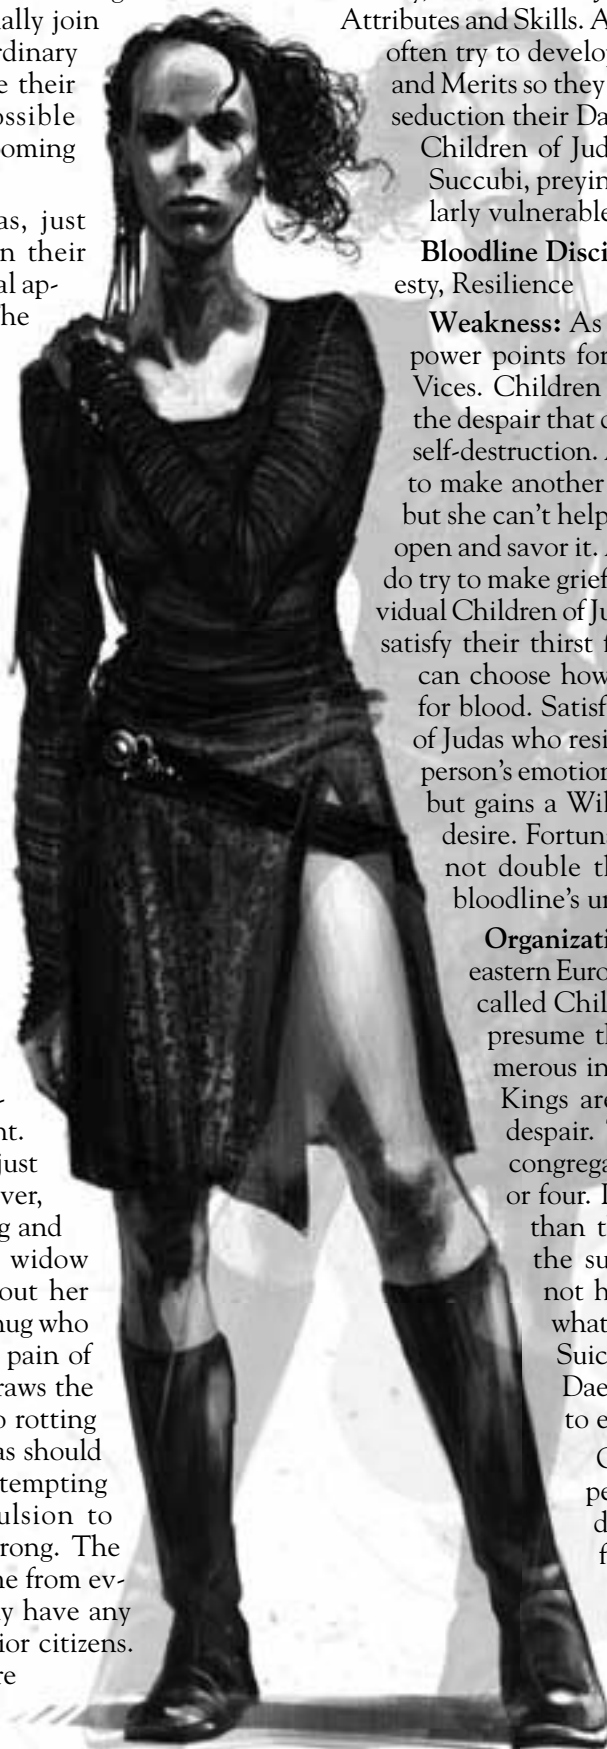 ally join
rdinary
e their
ossible
oming
as, just
n their
al ap-
he
nt.
just
ver,
g and
widow
out her
hug who
pain of
raws the
o rotting
as should
tempting
ulsion to
rong. The
ne from ev-
y have any
ior citizens.
re
Attributes and Skills. A
often try to develop
and Merits so they
seduction their Da
Children of Jud
Succubi, preyin
larly vulnerable
Bloodline Disci
esty, Resilience
Weakness: As
power points for
Vices. Children
the despair that c
self-destruction. A
to make another
but she can't help
open and savor it. A
do try to make grief
vidual Children of Ju
satisfy their thirst f
can choose how
for blood. Satisf
of Judas who resi
person's emotion
but gains a Wil
desire. Fortun
not double th
bloodline's un
Organizati
eastern Euro
called Chil
presume th
merous in
Kings are
despair. T
congrega
or four. I
than t
the su
not h
what
Suic
Dae
to e
C
pe
d
f